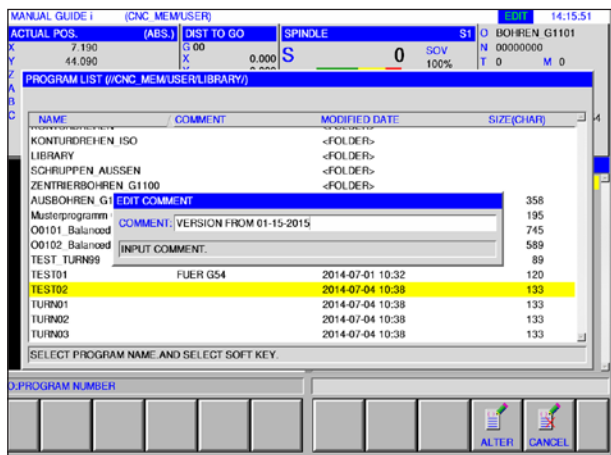 MANUAL GUIDE i (CNC_MEM/USER) EDIT 14:15.51
ACTUAL POS. (ABS.) DIST TO GO SPINDLE S1 O BOHREN_G1101
X 7.190 G 00 S 0 SOV N 00000000
Y 44.090 X 0.000 100% T 0 M 0
Z
PROGRAM LIST (//CNC_MEM/USER/LIBRARY/)
A
B
C
NAME COMMENT MODIFIED DATE SIZE(CHAR)
KONTURDREHEN_ISO <FOLDER>
LIBRARY <FOLDER>
SCHRUPPEN_AUSSEN <FOLDER>
ZENTRIERBOHREN_G1100 <FOLDER>
AUSBOHREN_G1 EDIT COMMENT 358
Musterprogramm 195
COMMENT: VERSION FROM 01-15-2015
O0101_Balanced 745
O0102_Balanced INPUT COMMENT. 589
TEST_TURN99 89
TEST01 FUER G54 2014-07-01 10:32 120
TEST02 2014-07-04 10:38 133
TURN01 2014-07-04 10:38 133
TURN02 2014-07-04 10:38 133
TURN03 2014-07-04 10:38 133
SELECT PROGRAM NAME.AND SELECT SOFT KEY.
O:PROGRAM NUMBER
ALTER CANCEL